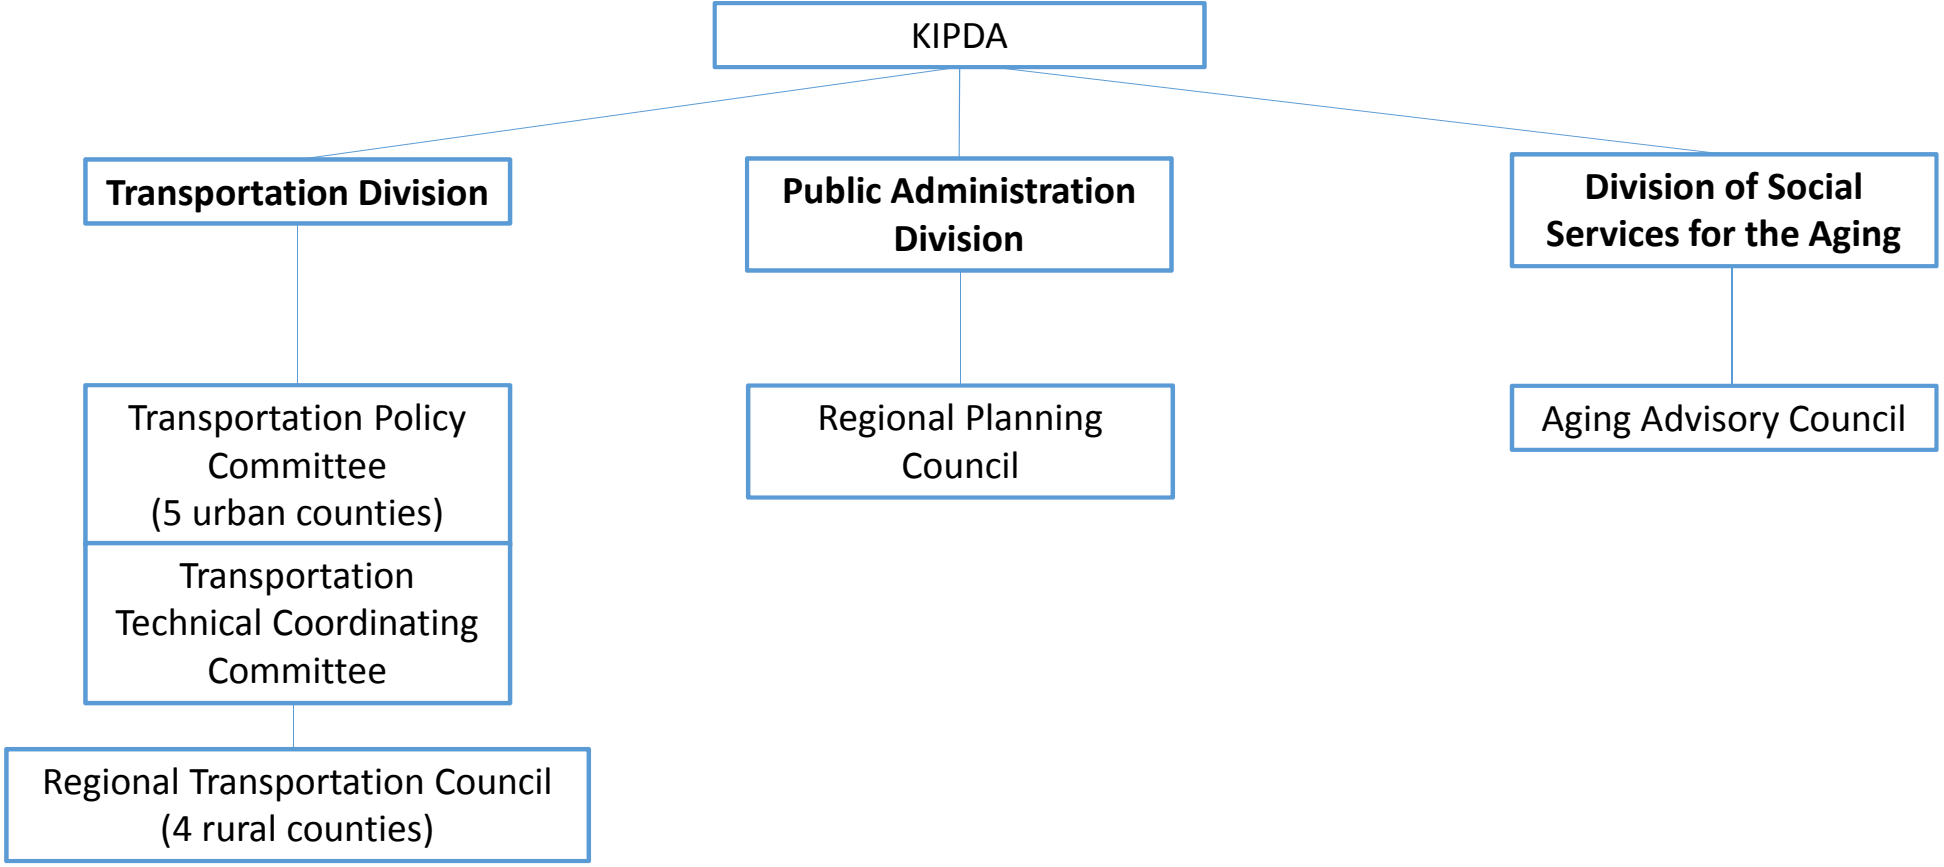 KIPDA
Transportation Division
Public Administration
Division
Division of Social
Services for the Aging
Transportation Policy
Committee
(5 urban counties)
Regional Planning
Council
Aging Advisory Council
Transportation
Technical Coordinating
Committee
Regional Transportation Council
(4 rural counties)